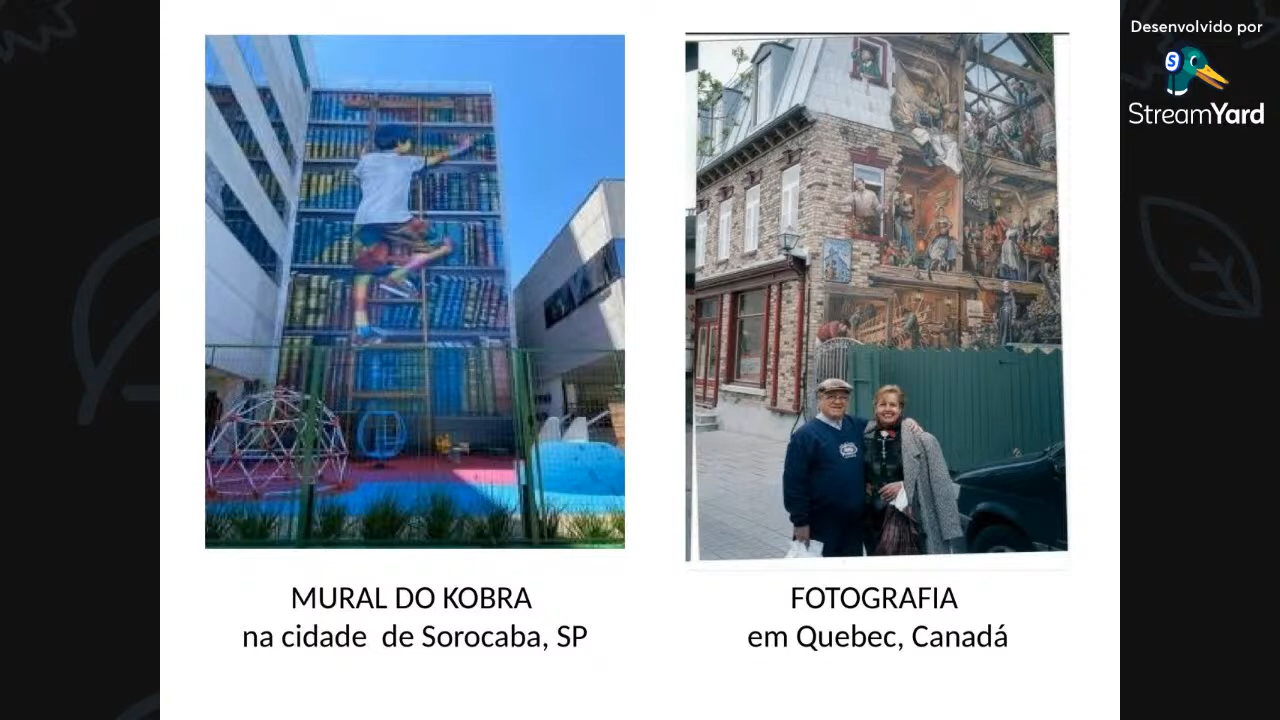 Desenvolvido por
StreamYard
MURAL DO KOBRA
na cidade de Sorocaba, SP
FOTOGRAFIA
em Quebec, Canadá